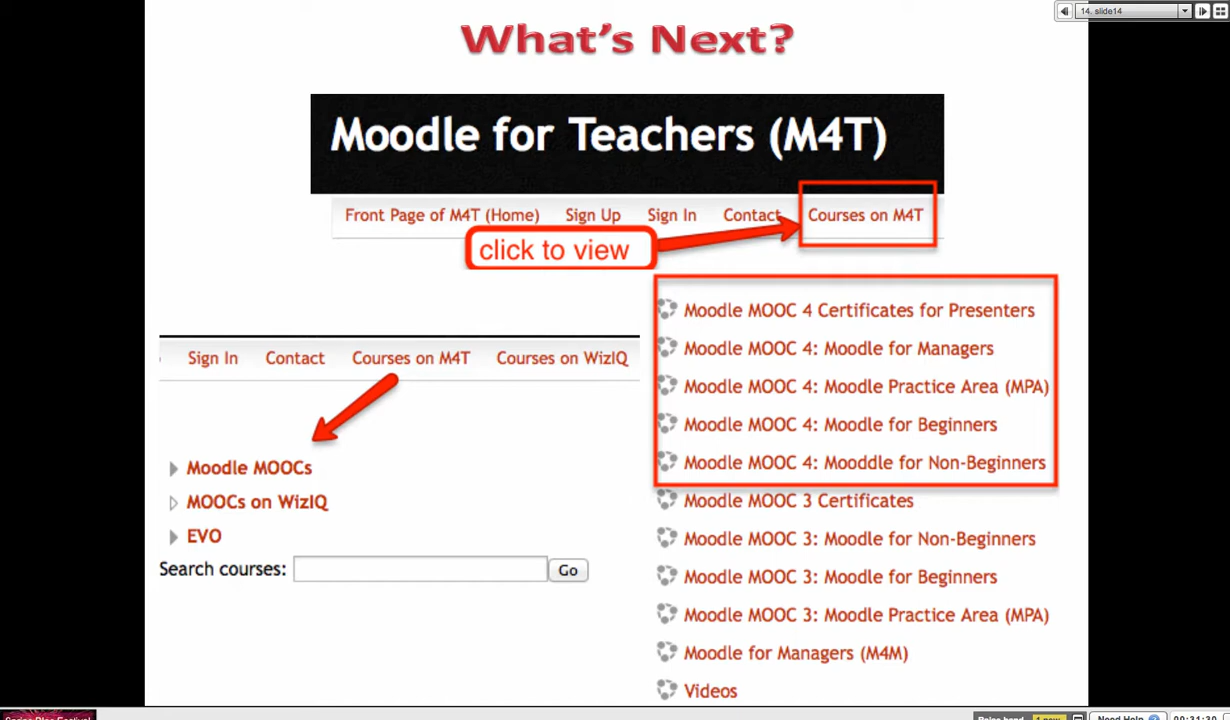 14. slide14
What's Next?
Moodle for Teachers (M4T)
Front Page of M4T (Home) Sign Up Sign In Contact Courses on M4T
click to view
Sign In Contact Courses on M4T Courses on WizIQ
Moodle MOOCs
MOOCs on WizIQ
EVO
Search courses: Go
Moodle MOOC 4 Certificates for Presenters
Moodle MOOC 4: Moodle for Managers
Moodle MOOC 4: Moodle Practice Area (MPA)
Moodle MOOC 4: Moodle for Beginners
Moodle MOOC 4: Mooddle for Non-Beginners
Moodle MOOC 3 Certificates
Moodle MOOC 3: Moodle for Non-Beginners
Moodle MOOC 3: Moodle for Beginners
Moodle MOOC 3: Moodle Practice Area (MPA)
Moodle for Managers (M4M)
Videos
Need Help